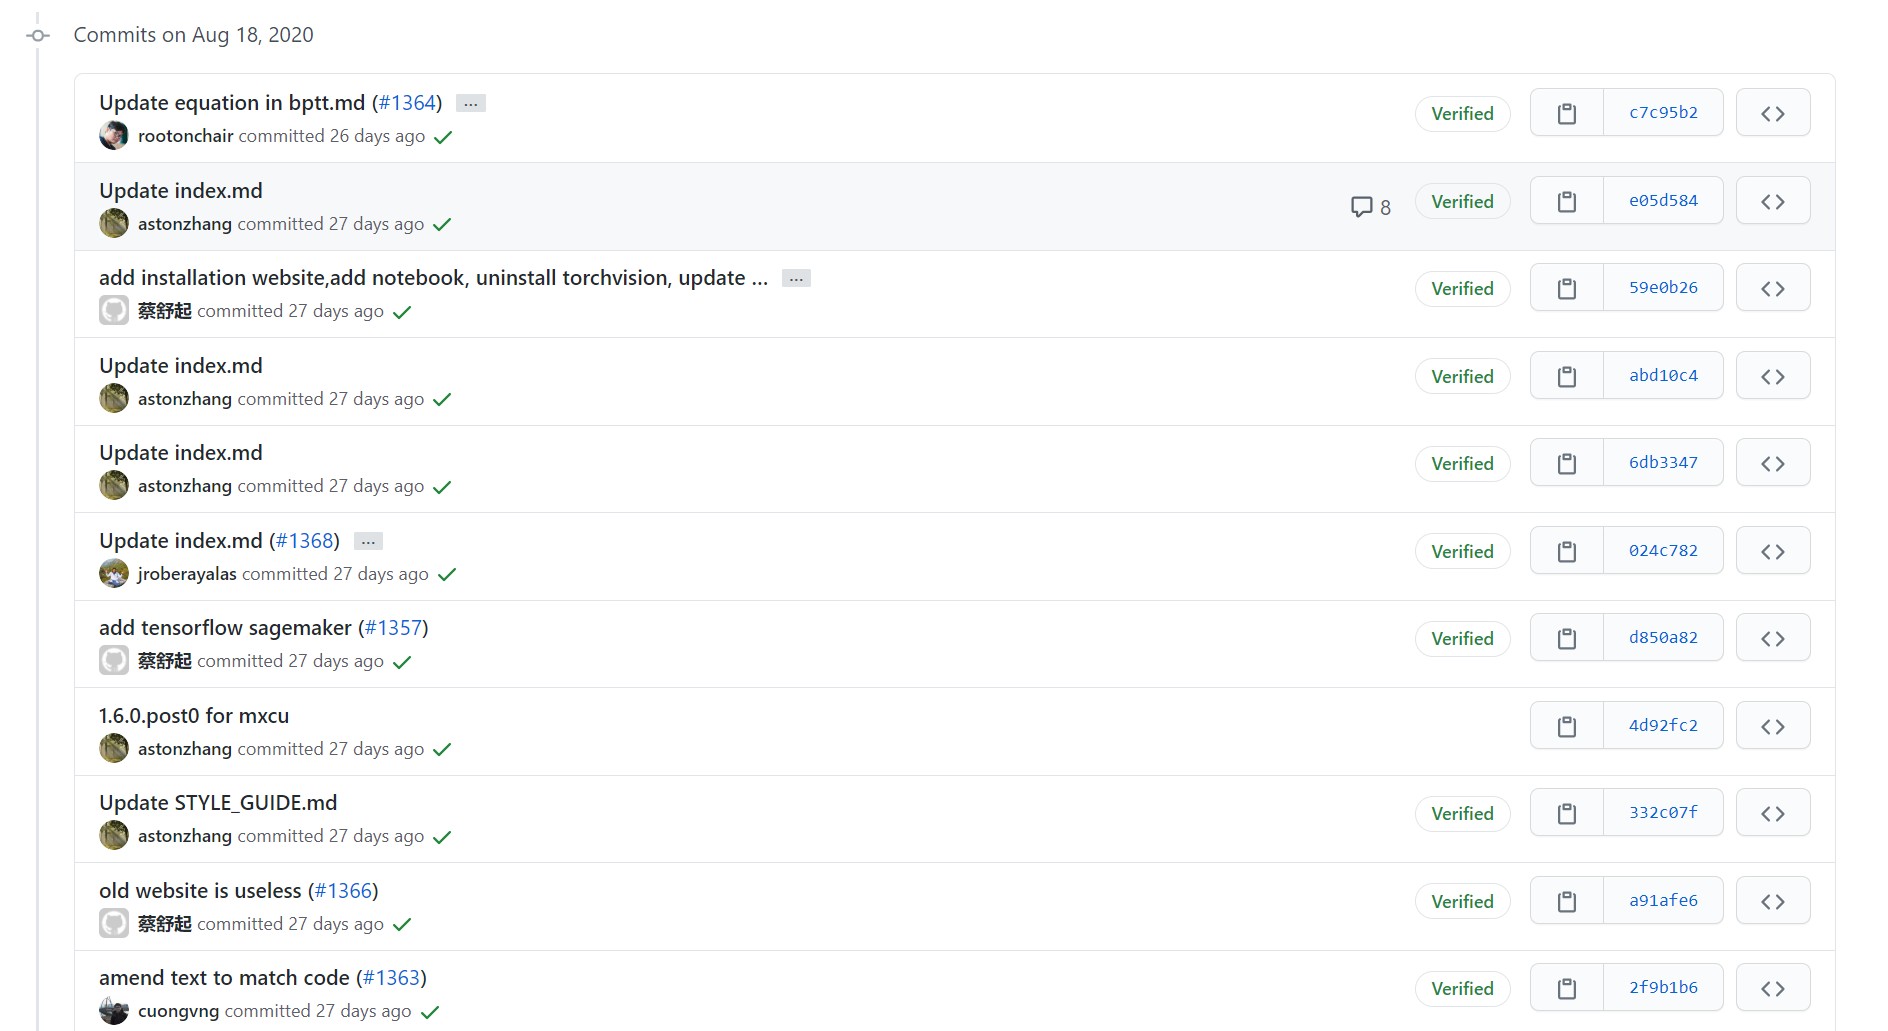 Commits on Aug 18, 2020
Update equation in bptt.md (#1364) ...
Verified c7c95b2
rootonchair committed 26 days ago
Update index.md
8 Verified e05d584
astonzhang committed 27 days ago
add installation website,add notebook, uninstall torchvision, update ... ...
Verified 59e0b26
蔡舒起 committed 27 days ago
Update index.md
Verified abd10c4
astonzhang committed 27 days ago
Update index.md
Verified 6db3347
astonzhang committed 27 days ago
Update index.md (#1368) ...
Verified 024c782
jroberayalas committed 27 days ago
add tensorflow sagemaker (#1357)
Verified d850a82
蔡舒起 committed 27 days ago
1.6.0.post0 for mxcu
4d92fc2
astonzhang committed 27 days ago
Update STYLE_GUIDE.md
Verified 332c07f
astonzhang committed 27 days ago
old website is useless (#1366)
Verified a91afe6
蔡舒起 committed 27 days ago
amend text to match code (#1363)
Verified 2f9b1b6
cuongvng committed 27 days ago